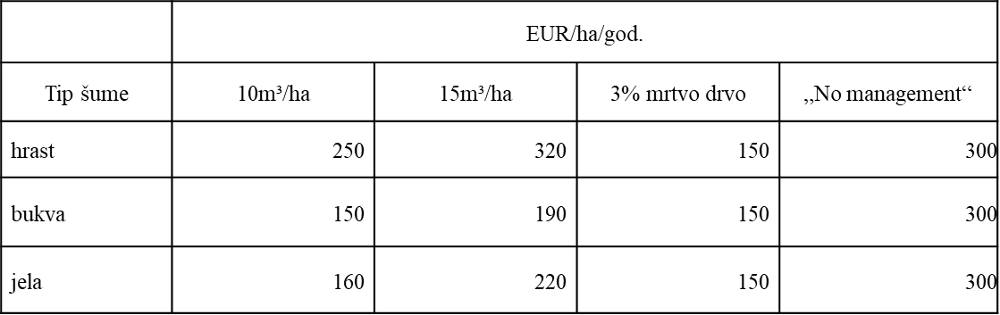 EUR/ha/god.
Tip šume 10m³/ha 15m³/ha 3% mrtvo drvo „No management“
hrast 250 320 150 300
bukva 150 190 150 300
jela 160 220 150 300